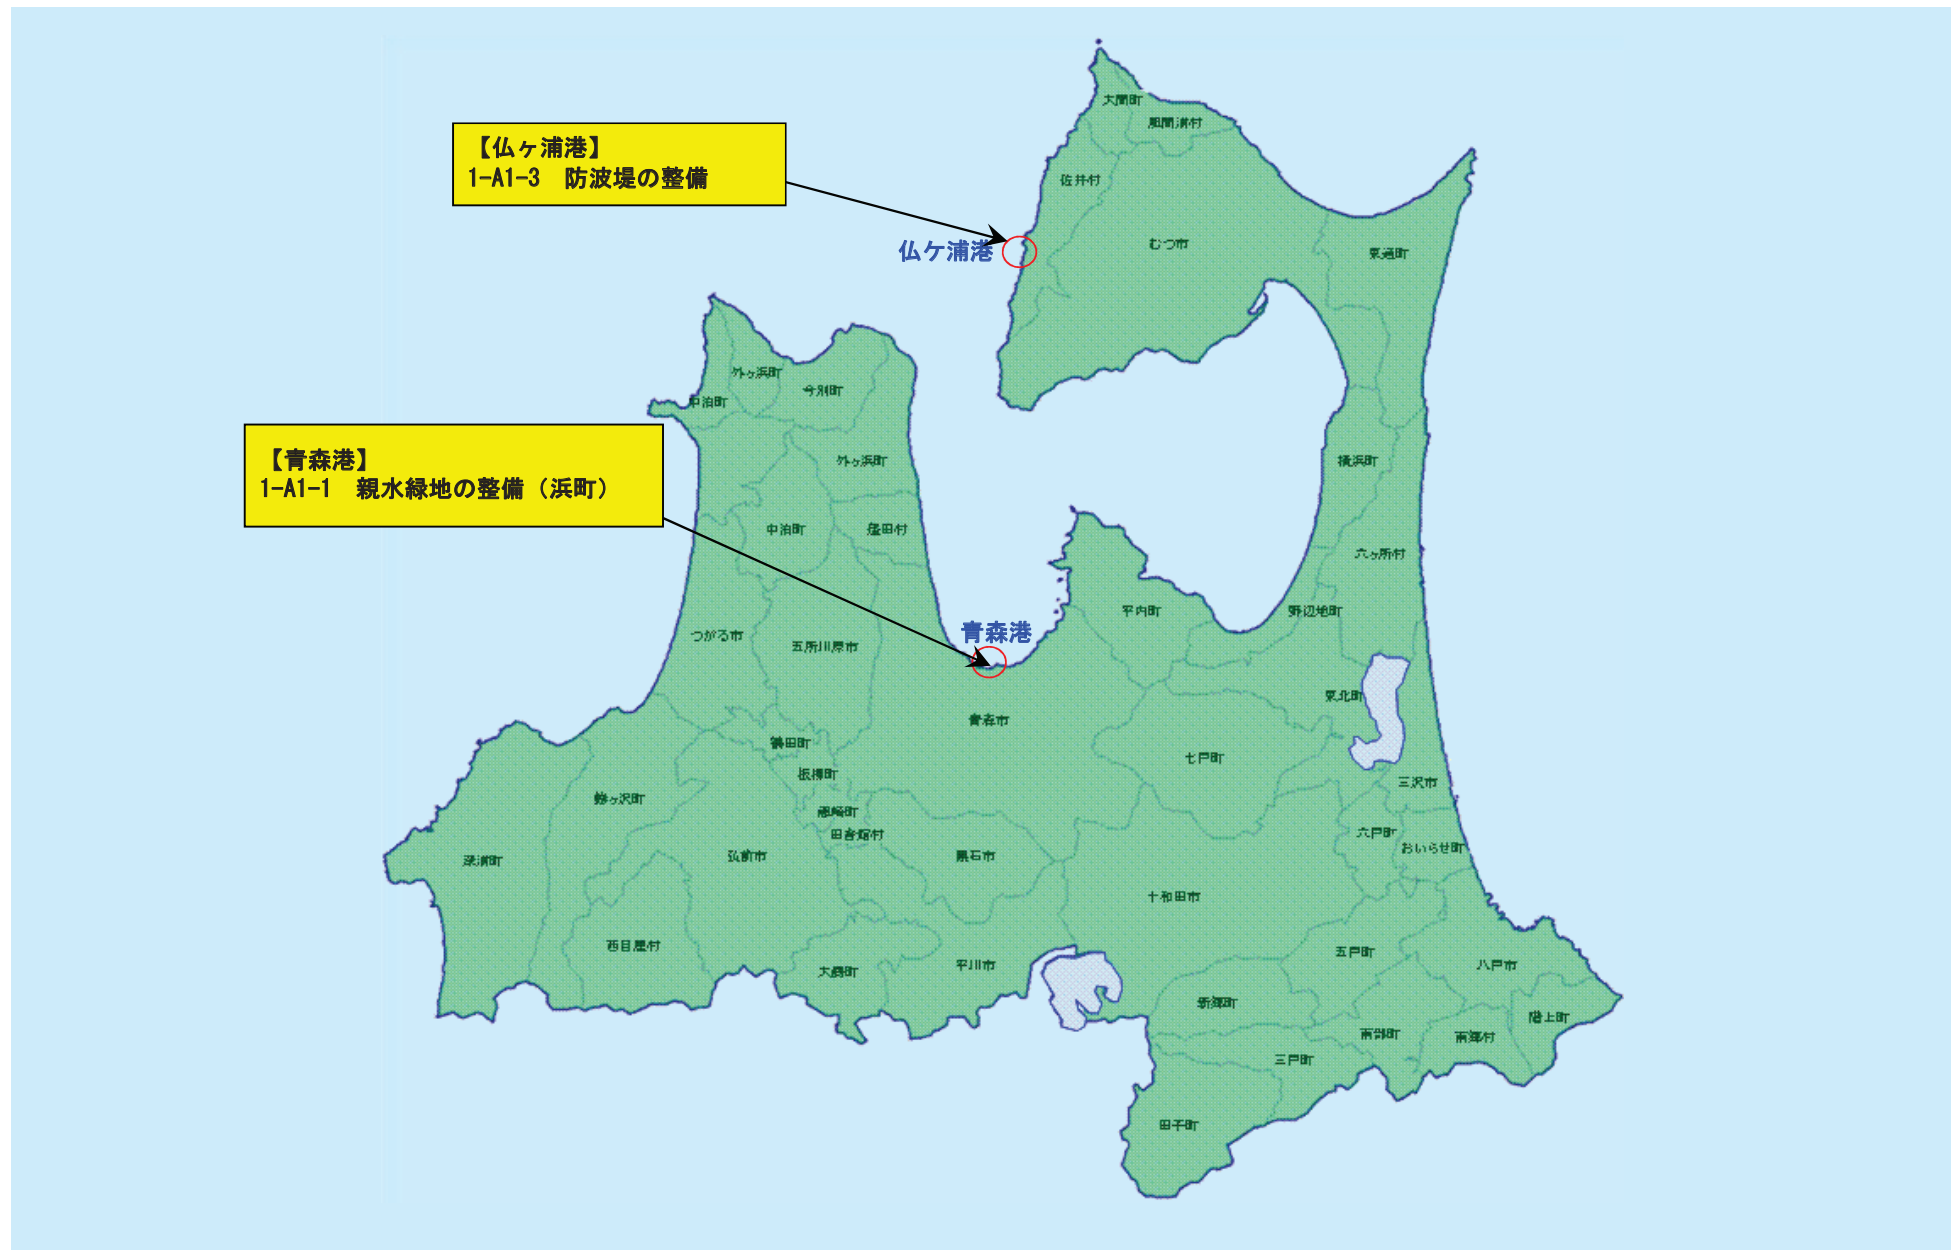 大間町
風間浦村
【仏ヶ浦港】
1-A1-3　防波堤の整備
佐井村
仏ケ浦港
むつ市
東通町
外ヶ浜町
今別町
中泊町
【青森港】
1-A1-1　親水緑地の整備（浜町）
外ヶ浜町
横浜町
中泊町
蓬田村
六ヶ所村
平内町
野辺地町
青森港
つがる市
五所川原市
東北町
青森市
鶴田町
七戸町
板柳町
三沢市
鰺ヶ沢町
藤崎町
田舎館村
六戸町
おいらせ町
深浦町
弘前市
黒石市
十和田市
西目屋村
五戸町
大鰐町
平川市
八戸市
新郷町
階上町
南部町
南郷村
三戸町
田子町